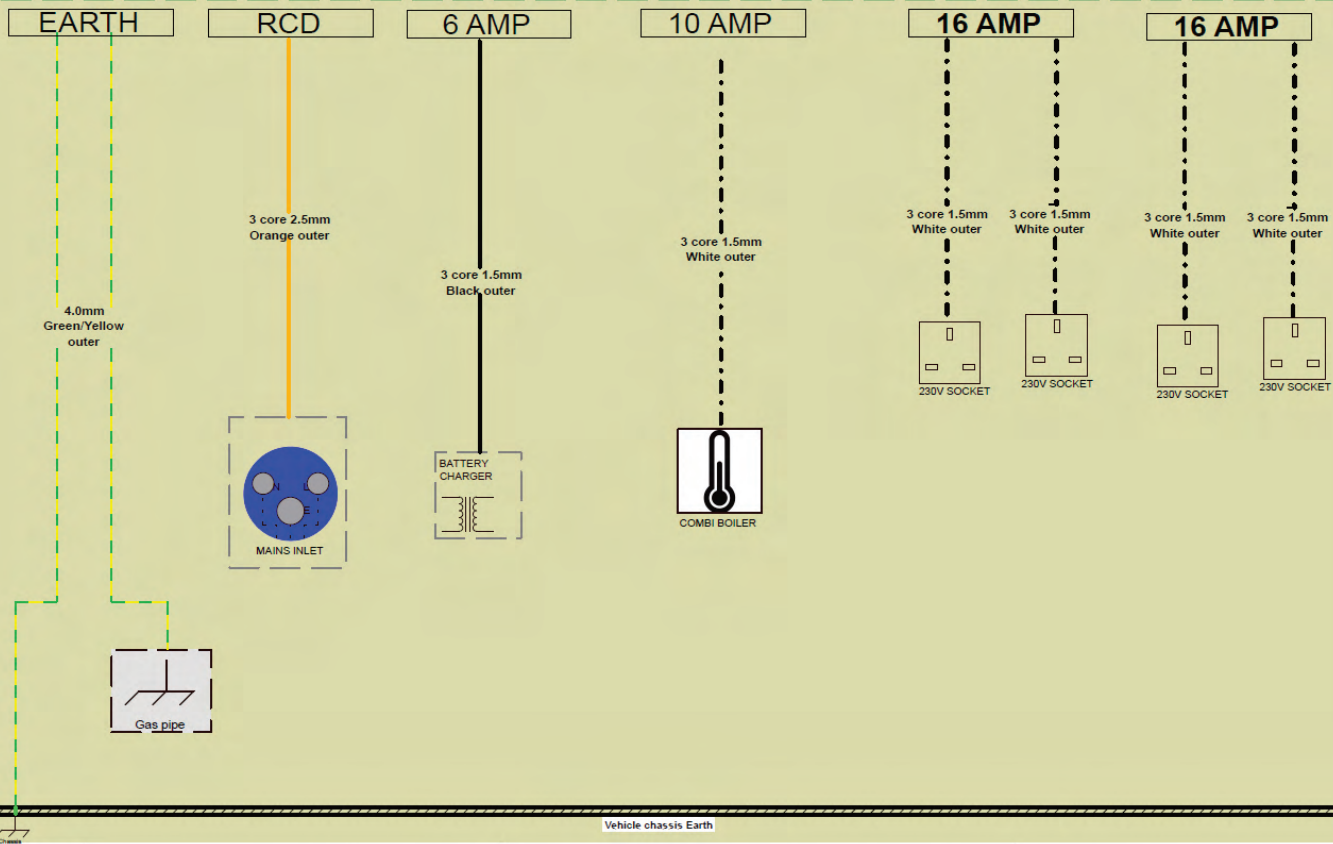 EARTH
RCD
6 AMP
10 AMP
16 AMP
16 AMP
3 core 2.5mm
Orange outer
3 core 1.5mm
White outer
3 core 1.5mm
White outer
3 core 1.5mm
White outer
3 core 1.5mm
White outer
3 core 1.5mm
White outer
3 core 1.5mm
Black outer
4.0mm
Green/Yellow
outer
230V SOCKET
230V SOCKET
230V SOCKET
230V SOCKET
BATTERY
CHARGER
N L
E
MAINS INLET
COMBI BOILER
Gas pipe
Vehicle chassis Earth